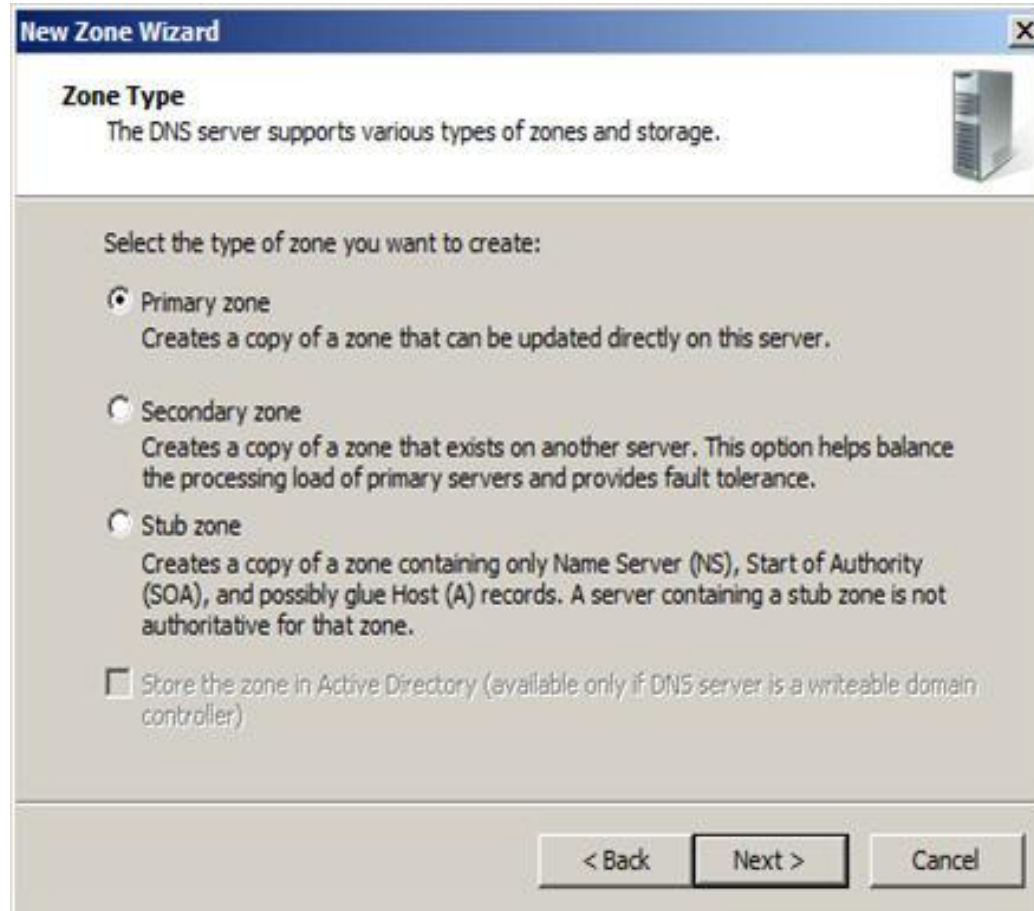 New Zone Wizard
Zone Type
The DNS server supports various types of zones and storage.
Select the type of zone you want to create:
Primary zone
Creates a copy of a zone that can be updated directly on this server.
Secondary zone
Creates a copy of a zone that exists on another server. This option helps balance
the processing load of primary servers and provides fault tolerance.
Stub zone
Creates a copy of a zone containing only Name Server (NS), Start of Authority
(SOA), and possibly glue Host (A) records. A server containing a stub zone is not
authoritative for that zone.
Store the zone in Active Directory (available only if DNS server is a writeable domain
controller)
< Back Next > Cancel